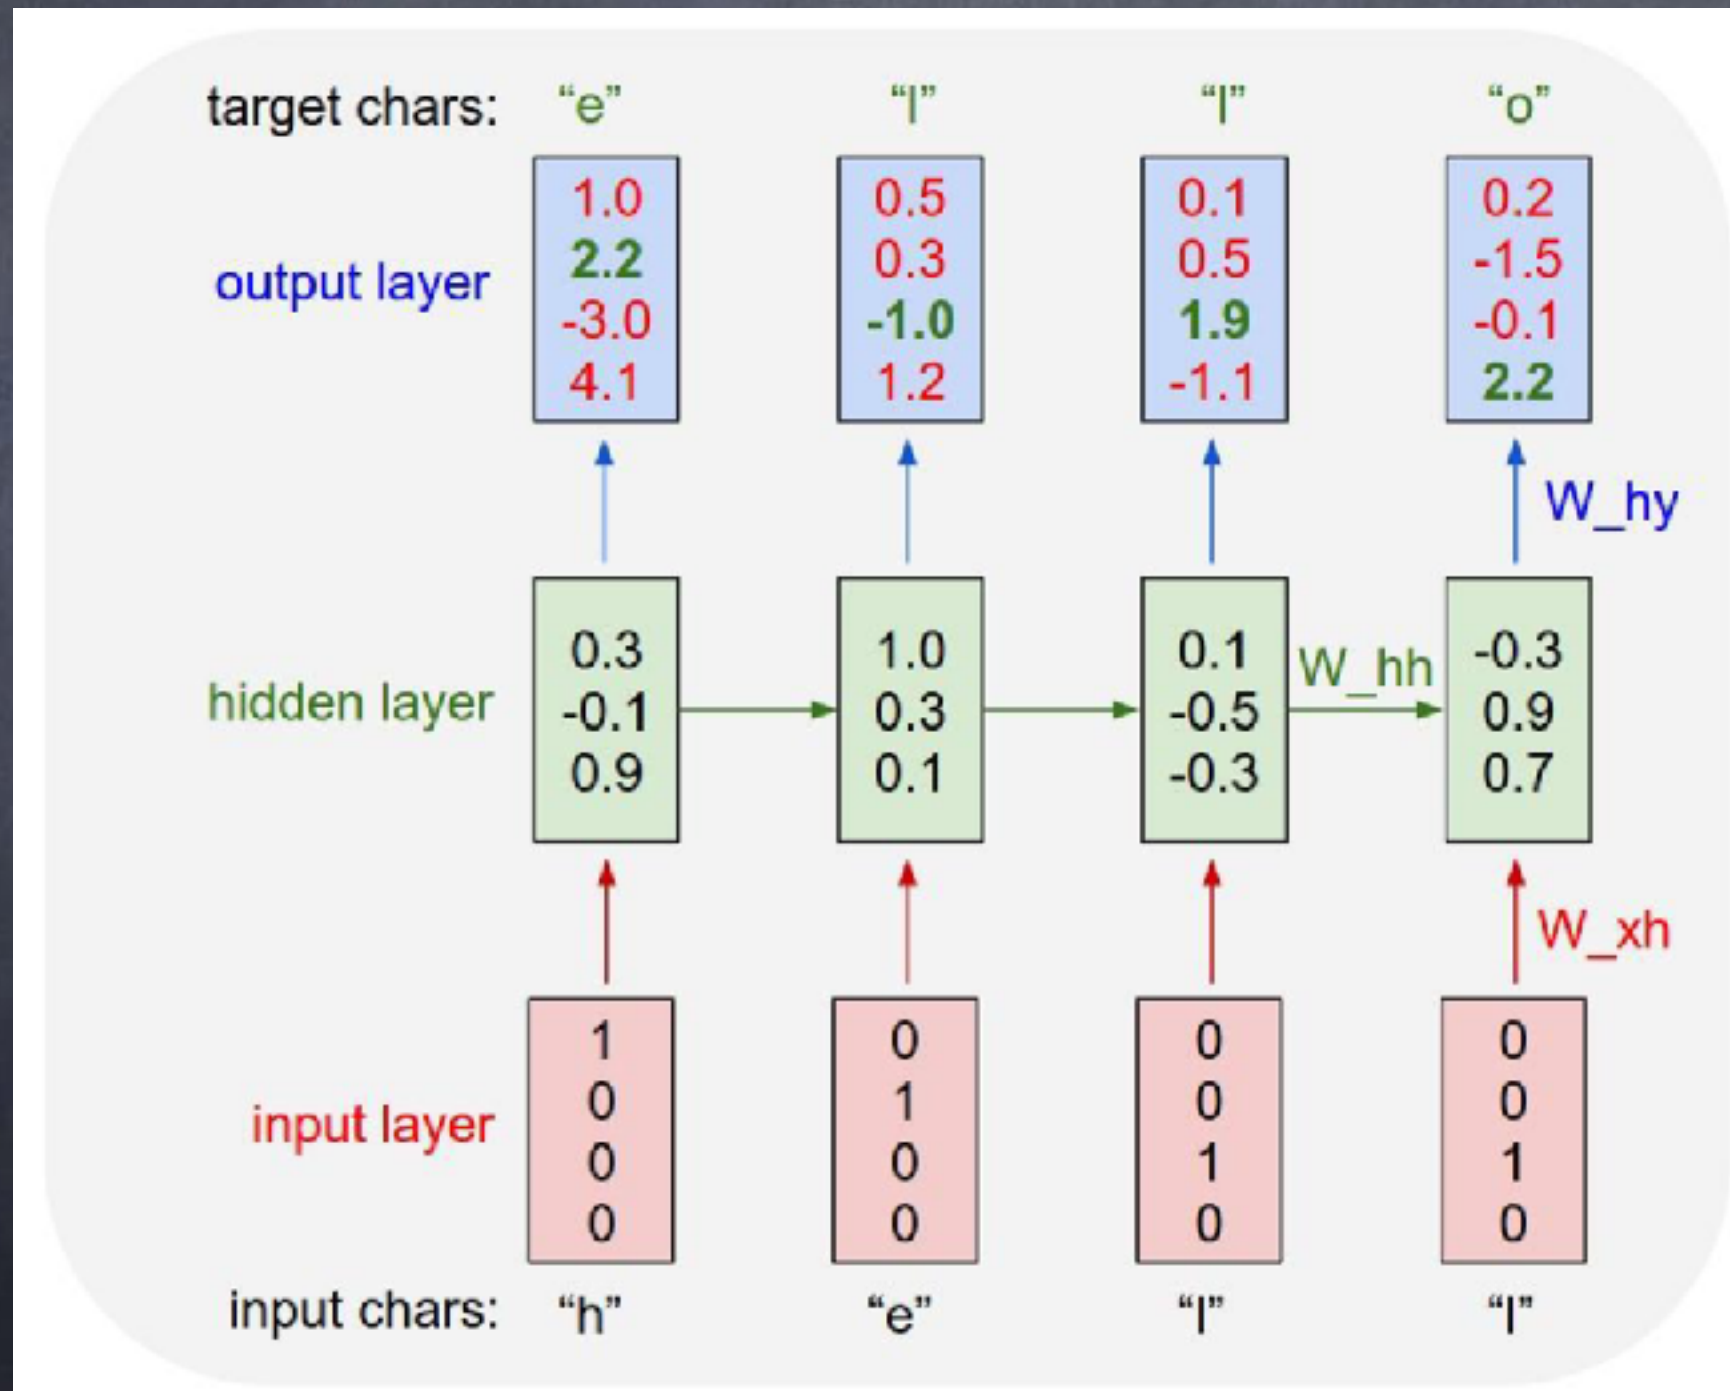 target chars: “e” “l” “l” “o”
1.0 0.5 0.1 0.2
2.2 0.3 0.5 -1.5
output layer
-3.0 -1.0 1.9 -0.1
4.1 1.2 -1.1 2.2
W_hy
0.3 1.0 0.1 -0.3
W_hh
hidden layer
-0.1 0.3 -0.5 0.9
0.9 0.1 -0.3 0.7
W_xh
1 0 0 0
0 1 0 0
input layer
0 0 1 1
0 0 0 0
input chars: “h” “e” “l” “l”